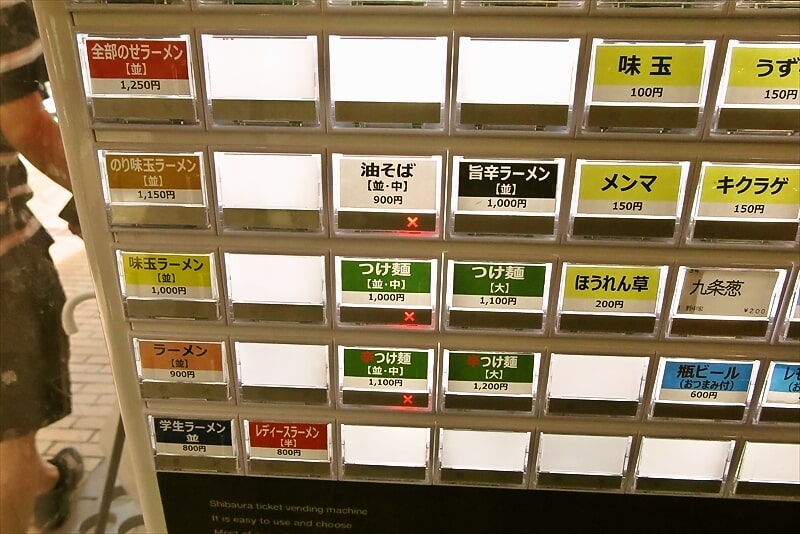 全部のせラーメン
【並】
1,250円
味玉
100円
うず
150円
のり味玉ラーメン
【並】
1,150円
油そば
【並・中】
900円
×
旨辛ラーメン
【並】
1,000円
メンマ
150円
キクラゲ
150円
味玉ラーメン
【並】
1,000円
つけ麺
【並・中】
1,000円
×
つけ麺
【大】
1,100円
ほうれん草
200円
九条葱
¥200
ラーメン
【並】
900円
辛つけ麺
【並・中】
1,100円
×
辛つけ麺
【大】
1,200円
瓶ビール
(おつまみ付)
600円
レモ
学生ラーメン
並
800円
レディースラーメン
【半】
800円
Shibaura ticket vending machine
It is easy to use and choose